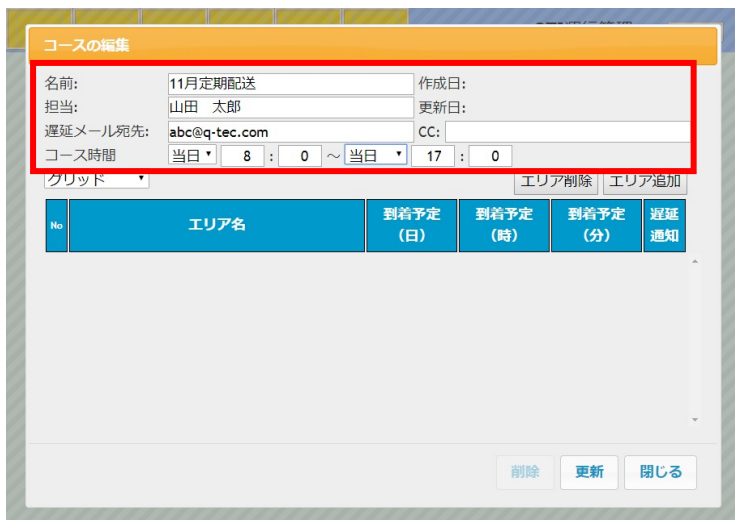 コースの編集
名前: 11月定期配送 作成日:
担当: 山田　太郎 更新日:
遅延メール宛先: abc@q-tec.com CC:
コース時間 当日 8 : 0 ～ 当日 17 : 0
グリッド エリア削除 エリア追加
No エリア名 到着予定(日) 到着予定(時) 到着予定(分) 遅延通知
削除 更新 閉じる